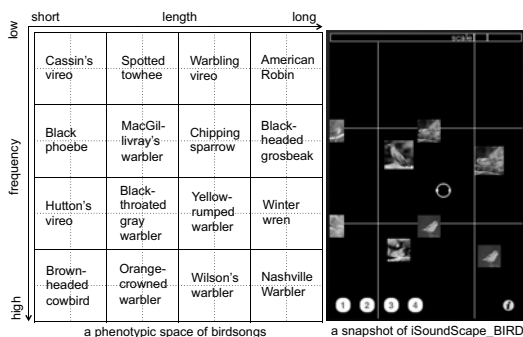 short length long
low
frequency
high
Cassin's
vireo
Spotted
towhee
Warbling
vireo
American
Robin
Black
phoebe
MacGil-
livray's
warbler
Chipping
sparrow
Black-
headed
grosbeak
Hutton's
vireo
Black-
throated
gray
warbler
Yellow-
rumped
warbler
Winter
wren
Brown-
headed
cowbird
Orange-
crowned
warbler
Wilson's
warbler
Nashville
Warbler
a phenotypic space of birdsongs
scale
1 2 3 4 i
a snapshot of iSoundScape_BIRD